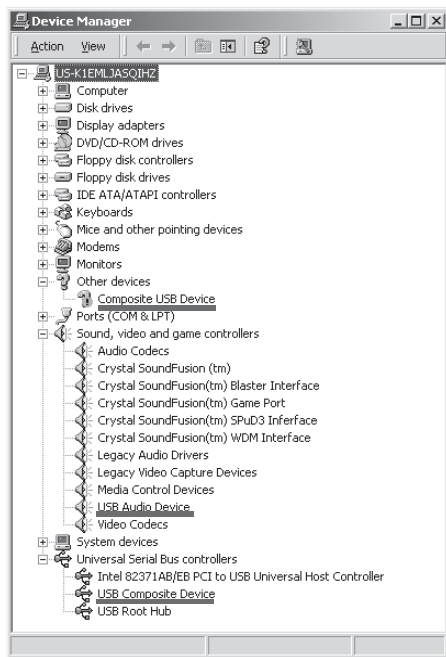 Device Manager
Action View
US-K1EMLJASQIHZ
Computer
Disk drives
Display adapters
DVD/CD-ROM drives
Floppy disk controllers
Floppy disk drives
IDE ATA/ATAPI controllers
Keyboards
Mice and other pointing devices
Modems
Monitors
Other devices
Composite USB Device
Ports (COM & LPT)
Sound, video and game controllers
Audio Codecs
Crystal SoundFusion (tm)
Crystal SoundFusion(tm) Blaster Interface
Crystal SoundFusion(tm) Game Port
Crystal SoundFusion(tm) SPuD3 Inferface
Crystal SoundFusion(tm) WDM Interface
Legacy Audio Drivers
Legacy Video Capture Devices
Media Control Devices
USB Audio Device
Video Codecs
System devices
Universal Serial Bus controllers
Intel 82371AB/EB PCI to USB Universal Host Controller
USB Composite Device
USB Root Hub